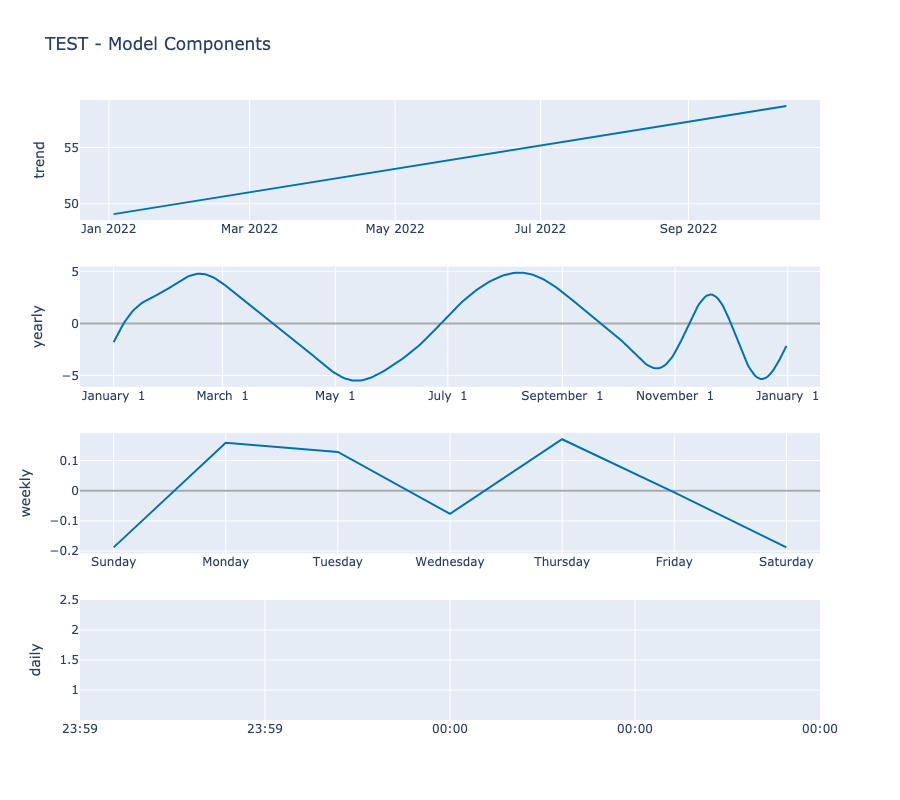 TEST - Model Components
trend
55
50
Jan 2022 Mar 2022 May 2022 Jul 2022 Sep 2022
yearly
5
0
−5
January 1 March 1 May 1 July 1 September 1 November 1 January 1
weekly
0.1
0
−0.1
−0.2
Sunday Monday Tuesday Wednesday Thursday Friday Saturday
daily
2.5
2
1.5
1
23:59 23:59 00:00 00:00 00:00